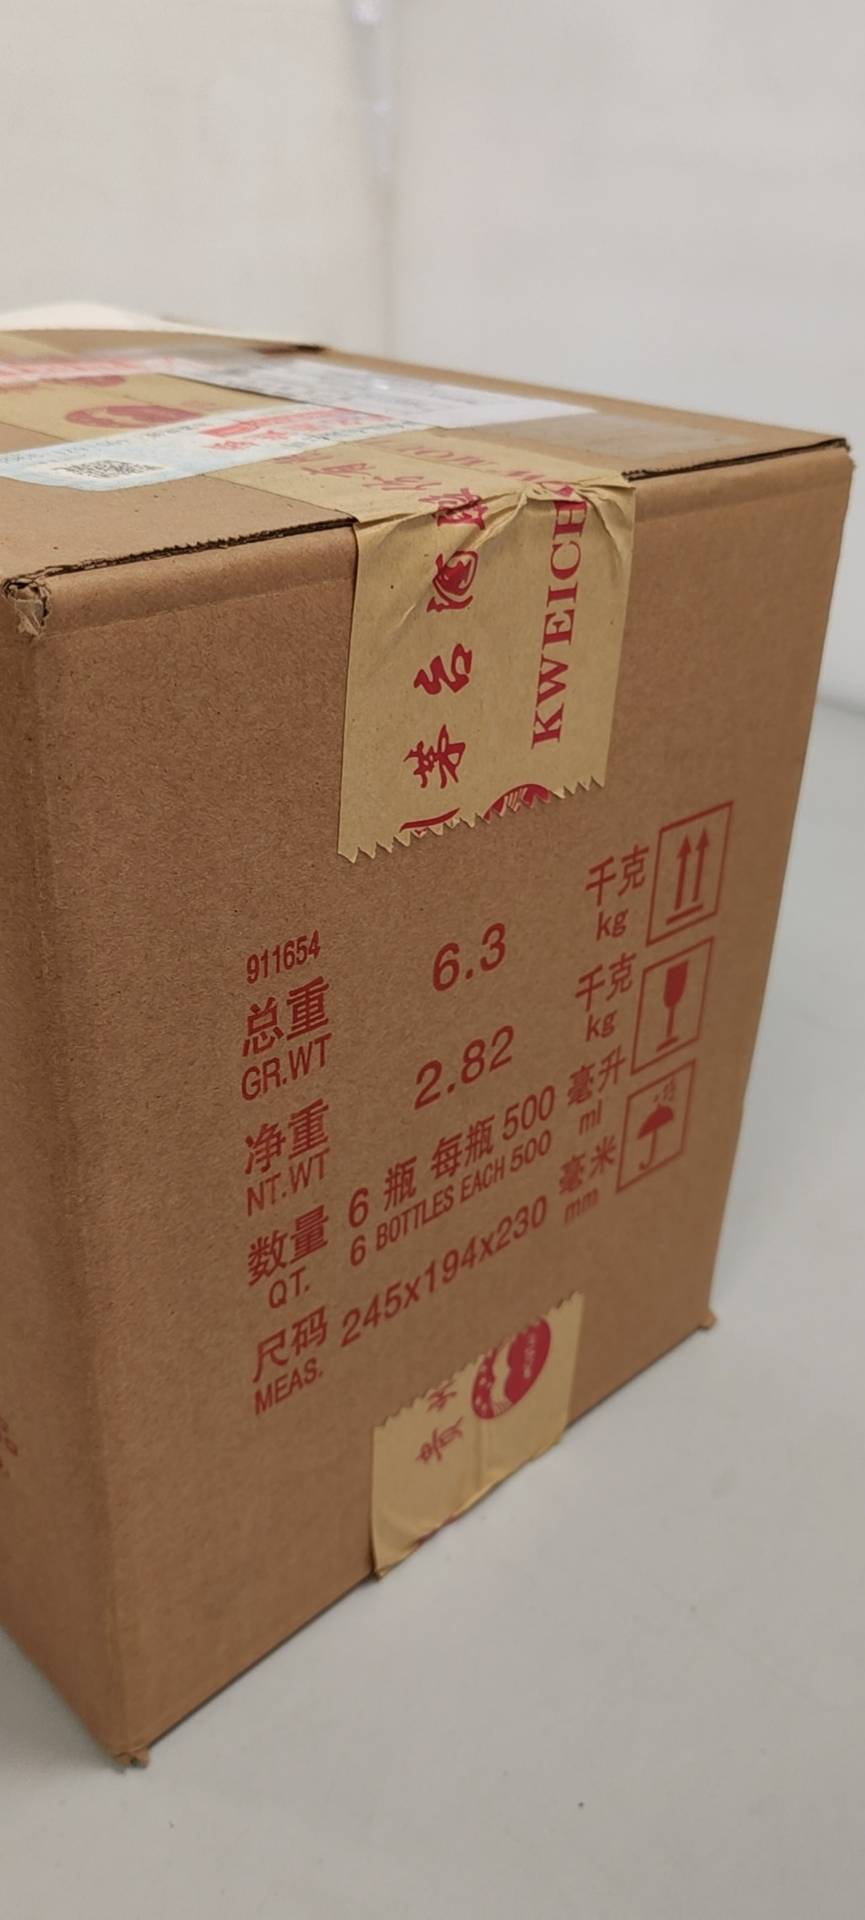 茅台酒
KWEICH
911654
总重 6.3 千克
GR.WT kg
净重 2.82 千克
NT.WT kg
数量 6 瓶 每瓶 500 毫升
QT. 6 BOTTLES EACH 500 ml
尺码 245x194x230 毫米
MEAS. mm